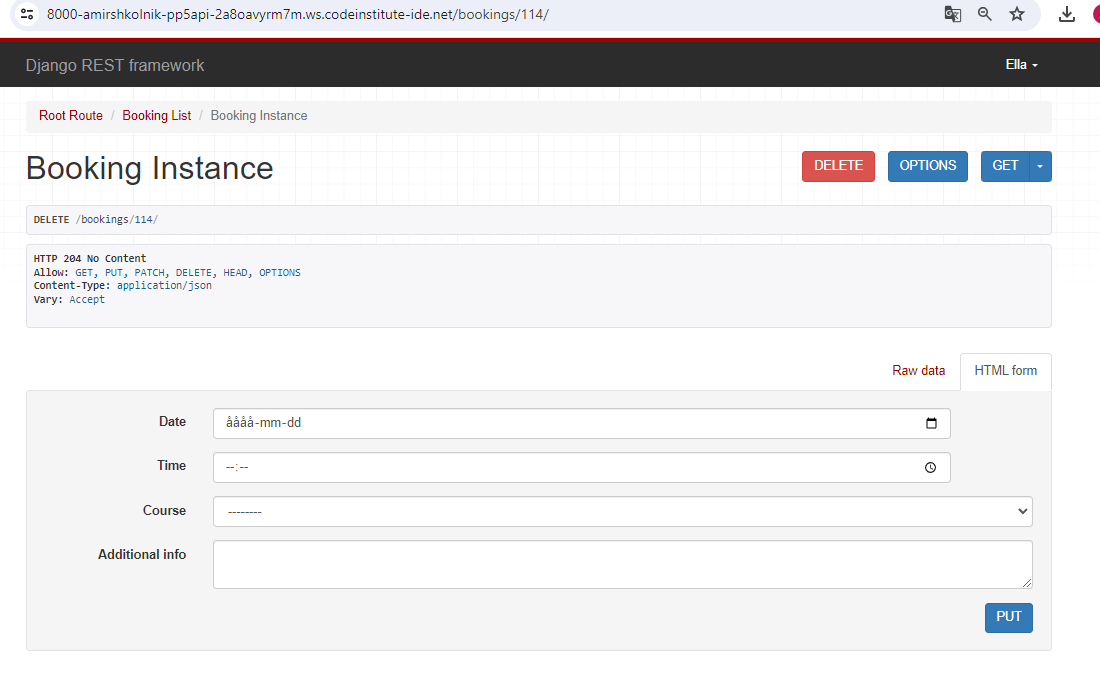 8000-amirshkolnik-pp5api-2a8oavyrm7m.ws.codeinstitute-ide.net/bookings/114/
Django REST framework
Ella
Root Route / Booking List / Booking Instance
Booking Instance
DELETE
OPTIONS
GET
DELETE /bookings/114/
HTTP 204 No Content
Allow: GET, PUT, PATCH, DELETE, HEAD, OPTIONS
Content-Type: application/json
Vary: Accept
Raw data
HTML form
Date
åååå-mm-dd
Time
--:--
Course
--------
Additional info
PUT